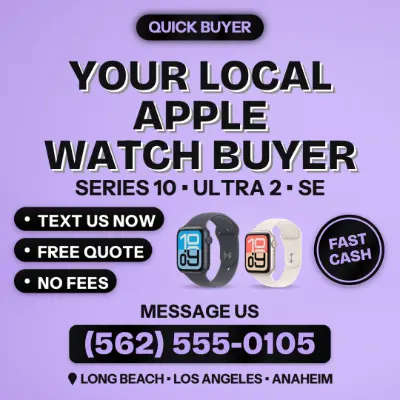 QUICK BUYER
YOUR LOCAL
APPLE
WATCH BUYER
SERIES 10 • ULTRA 2 • SE
• TEXT US NOW
• FREE QUOTE
• NO FEES
FAST
CASH
MESSAGE US
(562) 555-0105
LONG BEACH • LOS ANGELES • ANAHEIM